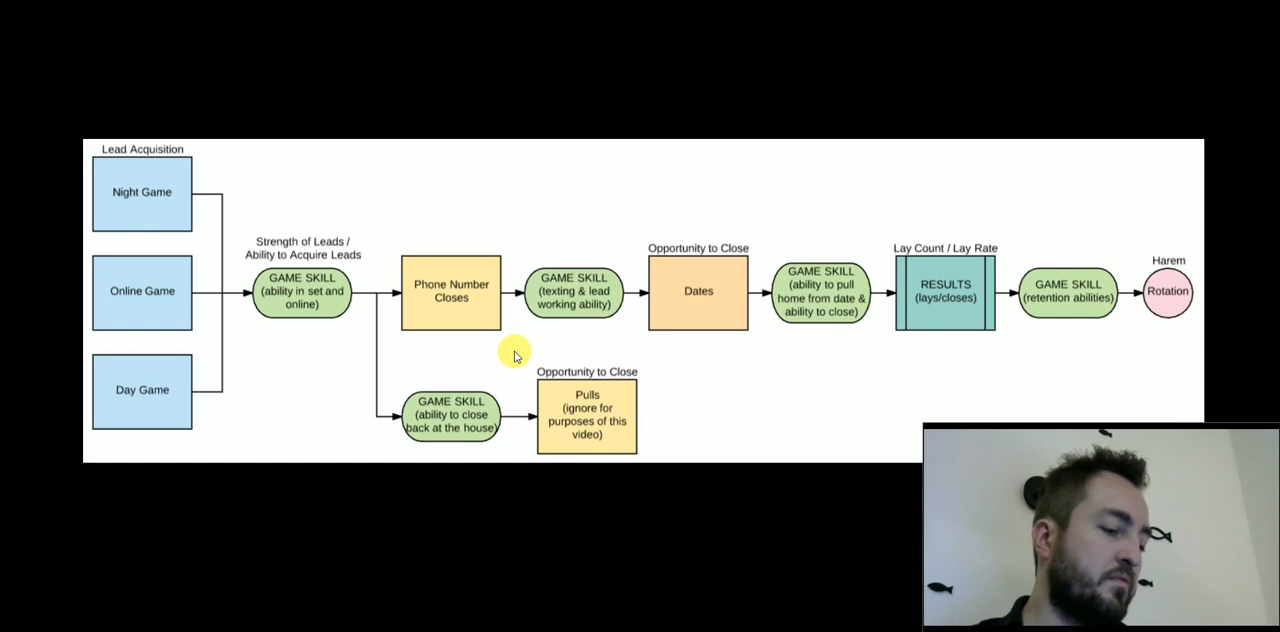 Lead Acquisition
Night Game
Online Game
Day Game
Strength of Leads /
Ability to Acquire Leads
GAME SKILL
(ability in set and
online)
Phone Number
Closes
GAME SKILL
(texting & lead
working ability)
Opportunity to Close
Dates
GAME SKILL
(ability to pull
home from date &
ability to close)
Lay Count / Lay Rate
RESULTS
(lays/closes)
GAME SKILL
(retention abilities)
Harem
Rotation
GAME SKILL
(ability to close
back at the house)
Opportunity to Close
Pulls
(ignore for
purposes of this
video)